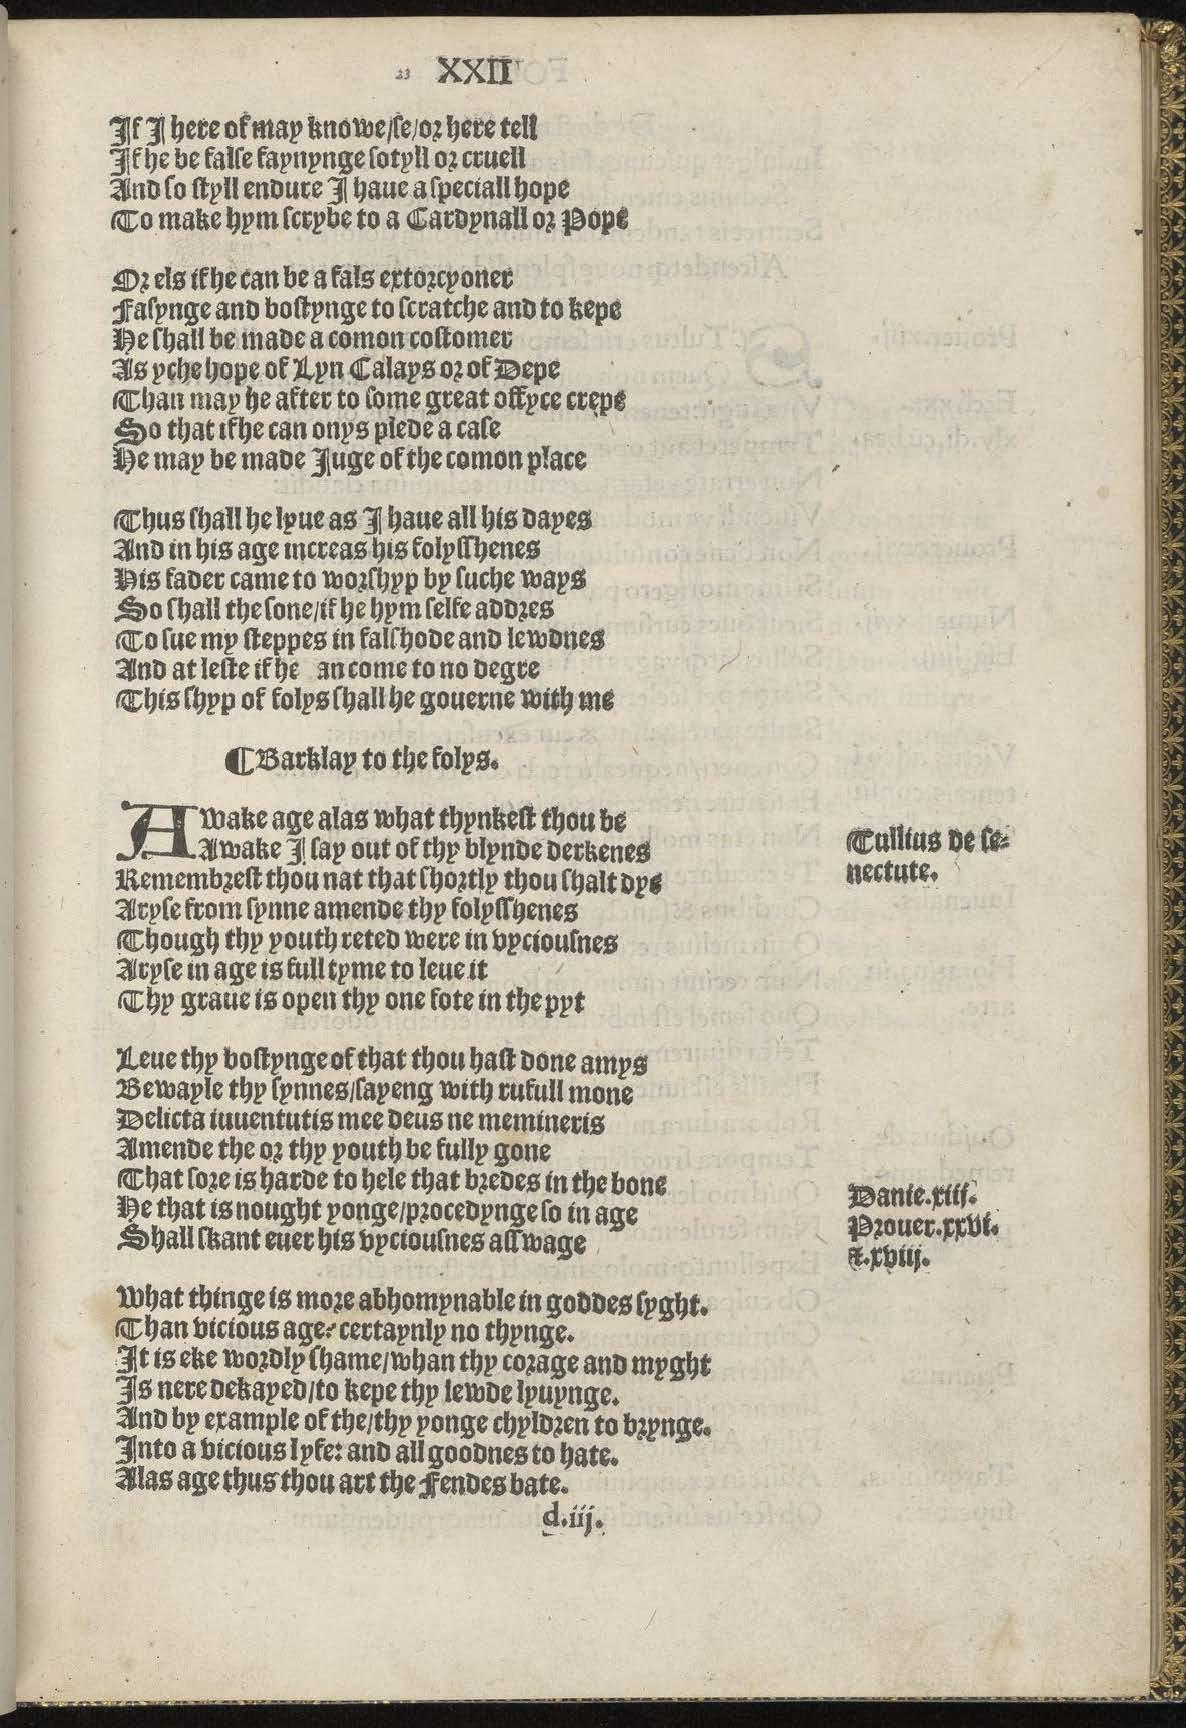 23 XXII
If I here of may knowe/se/or here tell
If he be false faynynge sotyll or cruell
And so styll endure I haue a speciall hope
To make hym scrybe to a Cardynall or Pope
Or els if he can be a fals extorcyoner
Fasynge and bostynge to scratche and to kepe
He shall be made a comon costomer
As yche hope of Lyn Calays or of Depe
Than may he after to some great offyce crepe
So that if he can onys plede a case
He may be made Juge of the comon place
Thus shall he lyue as I haue all his dayes
And in his age increas his folysshenes
His fader came to worshyp by suche ways
So shall the sone/if he hym selfe addres
To sue my steppes in falshode and lewdnes
And at leste if he an come to no degre
This shyp of folys shall he gouerne with me
¶Barklay to the folys.
Awake age alas what thynkest thou be
Awake I say out of thy blynde derkenes
Remembrest thou nat that shortly thou shalt dye
Aryse from synne amende thy folysshenes
Though thy youth reted were in vyciousnes
Aryse in age is full tyme to leue it
Thy graue is open thy one fote in the pyt
Tullius de se-
nectute.
Leue thy bostynge of that thou hast done amys
Bewayle thy synnes/sayeng with rufull mone
Delicta iuuentutis mee deus ne memineris
Amende the or thy youth be fully gone
That sore is harde to hele that bredes in the bone
He that is nought yonge/procedynge so in age
Shall skant euer his vyciousnes asswage
Danie.xiij.
Prouer.xxvi.
&.xviij.
What thinge is more abhomynable in goddes syght.
Than vicious age? certaynly no thynge.
It is eke wordly shame/whan thy corage and myght
Is nere dekayed/to kepe thy lewde lyuynge.
And by example of the/thy yonge chyldren to brynge.
Into a vicious lyfe: and all goodnes to hate.
Alas age thus thou art the Fendes bate.
d.iij.